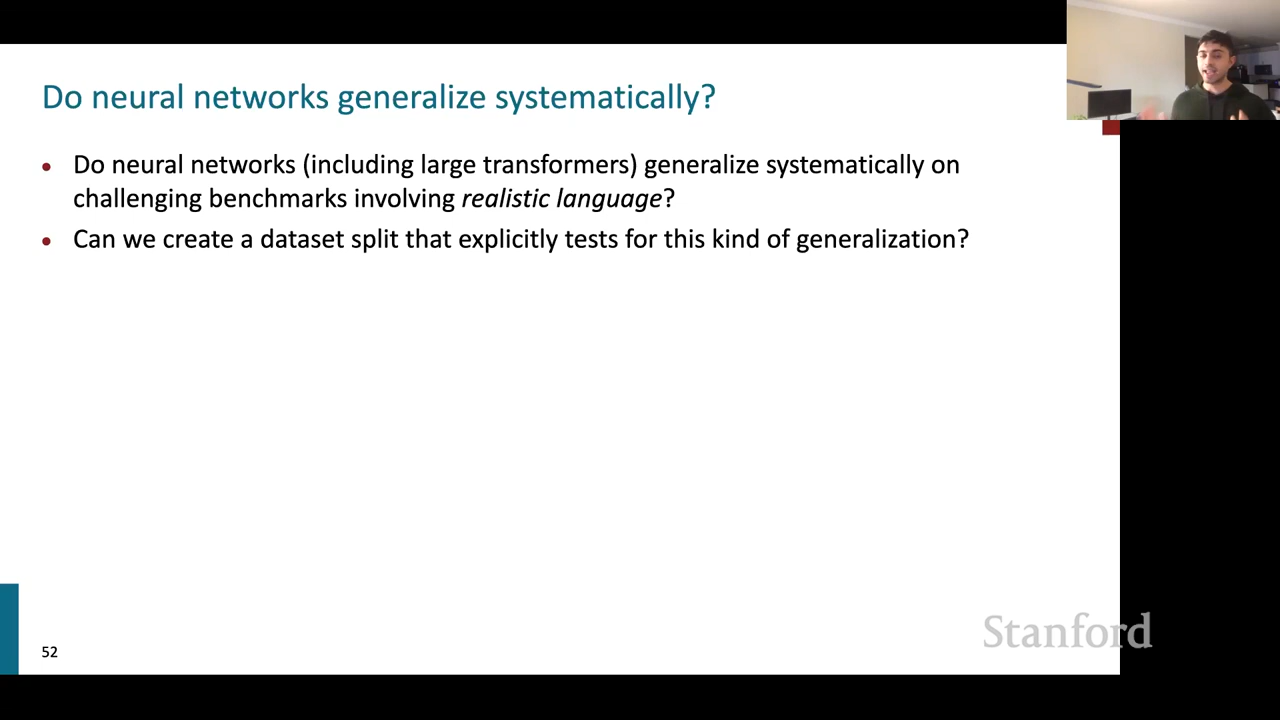 Do neural networks generalize systematically?
• Do neural networks (including large transformers) generalize systematically on
challenging benchmarks involving realistic language?
• Can we create a dataset split that explicitly tests for this kind of generalization?
Stanford
52